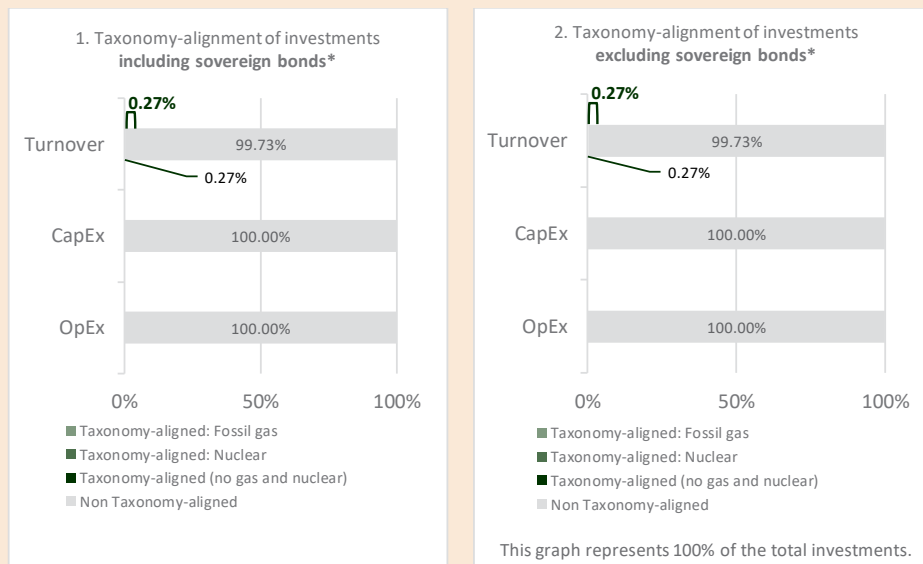 1. Taxonomy-alignment of investments
including sovereign bonds*
0.27%
Turnover
99.73%
0.27%
CapEx
100.00%
OpEx
100.00%
0%
50%
100%
Taxonomy-aligned: Fossil gas
Taxonomy-aligned: Nuclear
Taxonomy-aligned (no gas and nuclear)
Non Taxonomy-aligned
2. Taxonomy-alignment of investments
excluding sovereign bonds*
0.27%
Turnover
99.73%
0.27%
CapEx
100.00%
OpEx
100.00%
0%
50%
100%
Taxonomy-aligned: Fossil gas
Taxonomy-aligned: Nuclear
Taxonomy-aligned (no gas and nuclear)
Non Taxonomy-aligned
This graph represents 100% of the total investments.